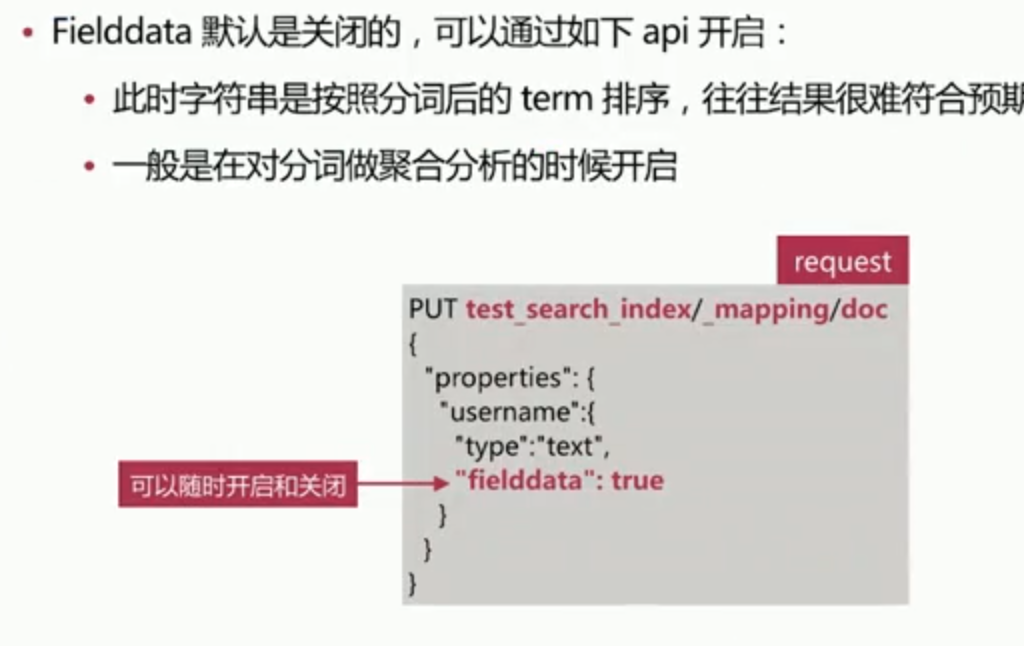 Fielddata 默认是关闭的，可以通过如下 api 开启：
此时字符串是按照分词后的 term 排序，往往结果很难符合预期
一般是在对分词做聚合分析的时候开启
request
PUT test_search_index/_mapping/doc
{
"properties": {
"username":{
"type":"text",
可以随时开启和关闭
"fielddata": true
}
}
}